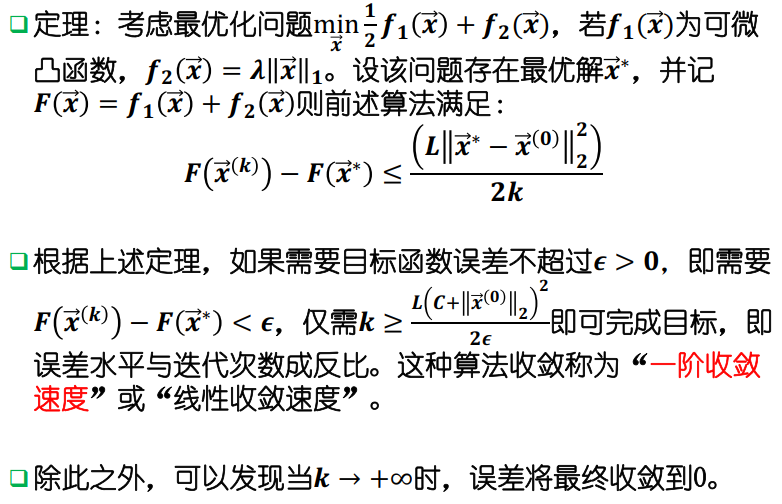 定理：考虑最优化问题$\min_{\vec{x}} \frac{1}{2} f_1(\vec{x}) + f_2(\vec{x})$，若$f_1(\vec{x})$为可微
凸函数，$f_2(\vec{x}) = \lambda\|\vec{x}\|_1$。设该问题存在最优解$\vec{x}^*$，并记
$F(\vec{x}) = f_1(\vec{x}) + f_2(\vec{x})$则前述算法满足：
$F(\vec{x}^{(k)}) - F(\vec{x}^*) \leq \frac{\left(L\|\vec{x}^* - \vec{x}^{(0)}\|_2^2\right)}{2k}$
根据上述定理，如果需要目标函数误差不超过$\epsilon > 0$，即需要
$F(\vec{x}^{(k)}) - F(\vec{x}^*) < \epsilon$，仅需$k \geq \frac{L\left(C + \|\vec{x}^{(0)}\|_2\right)^2}{2\epsilon}$即可完成目标，即
误差水平与迭代次数成反比。这种算法收敛称为“一阶收敛
速度”或“线性收敛速度”。
除此之外，可以发现当$k \to +\infty$时，误差将最终收敛到0。